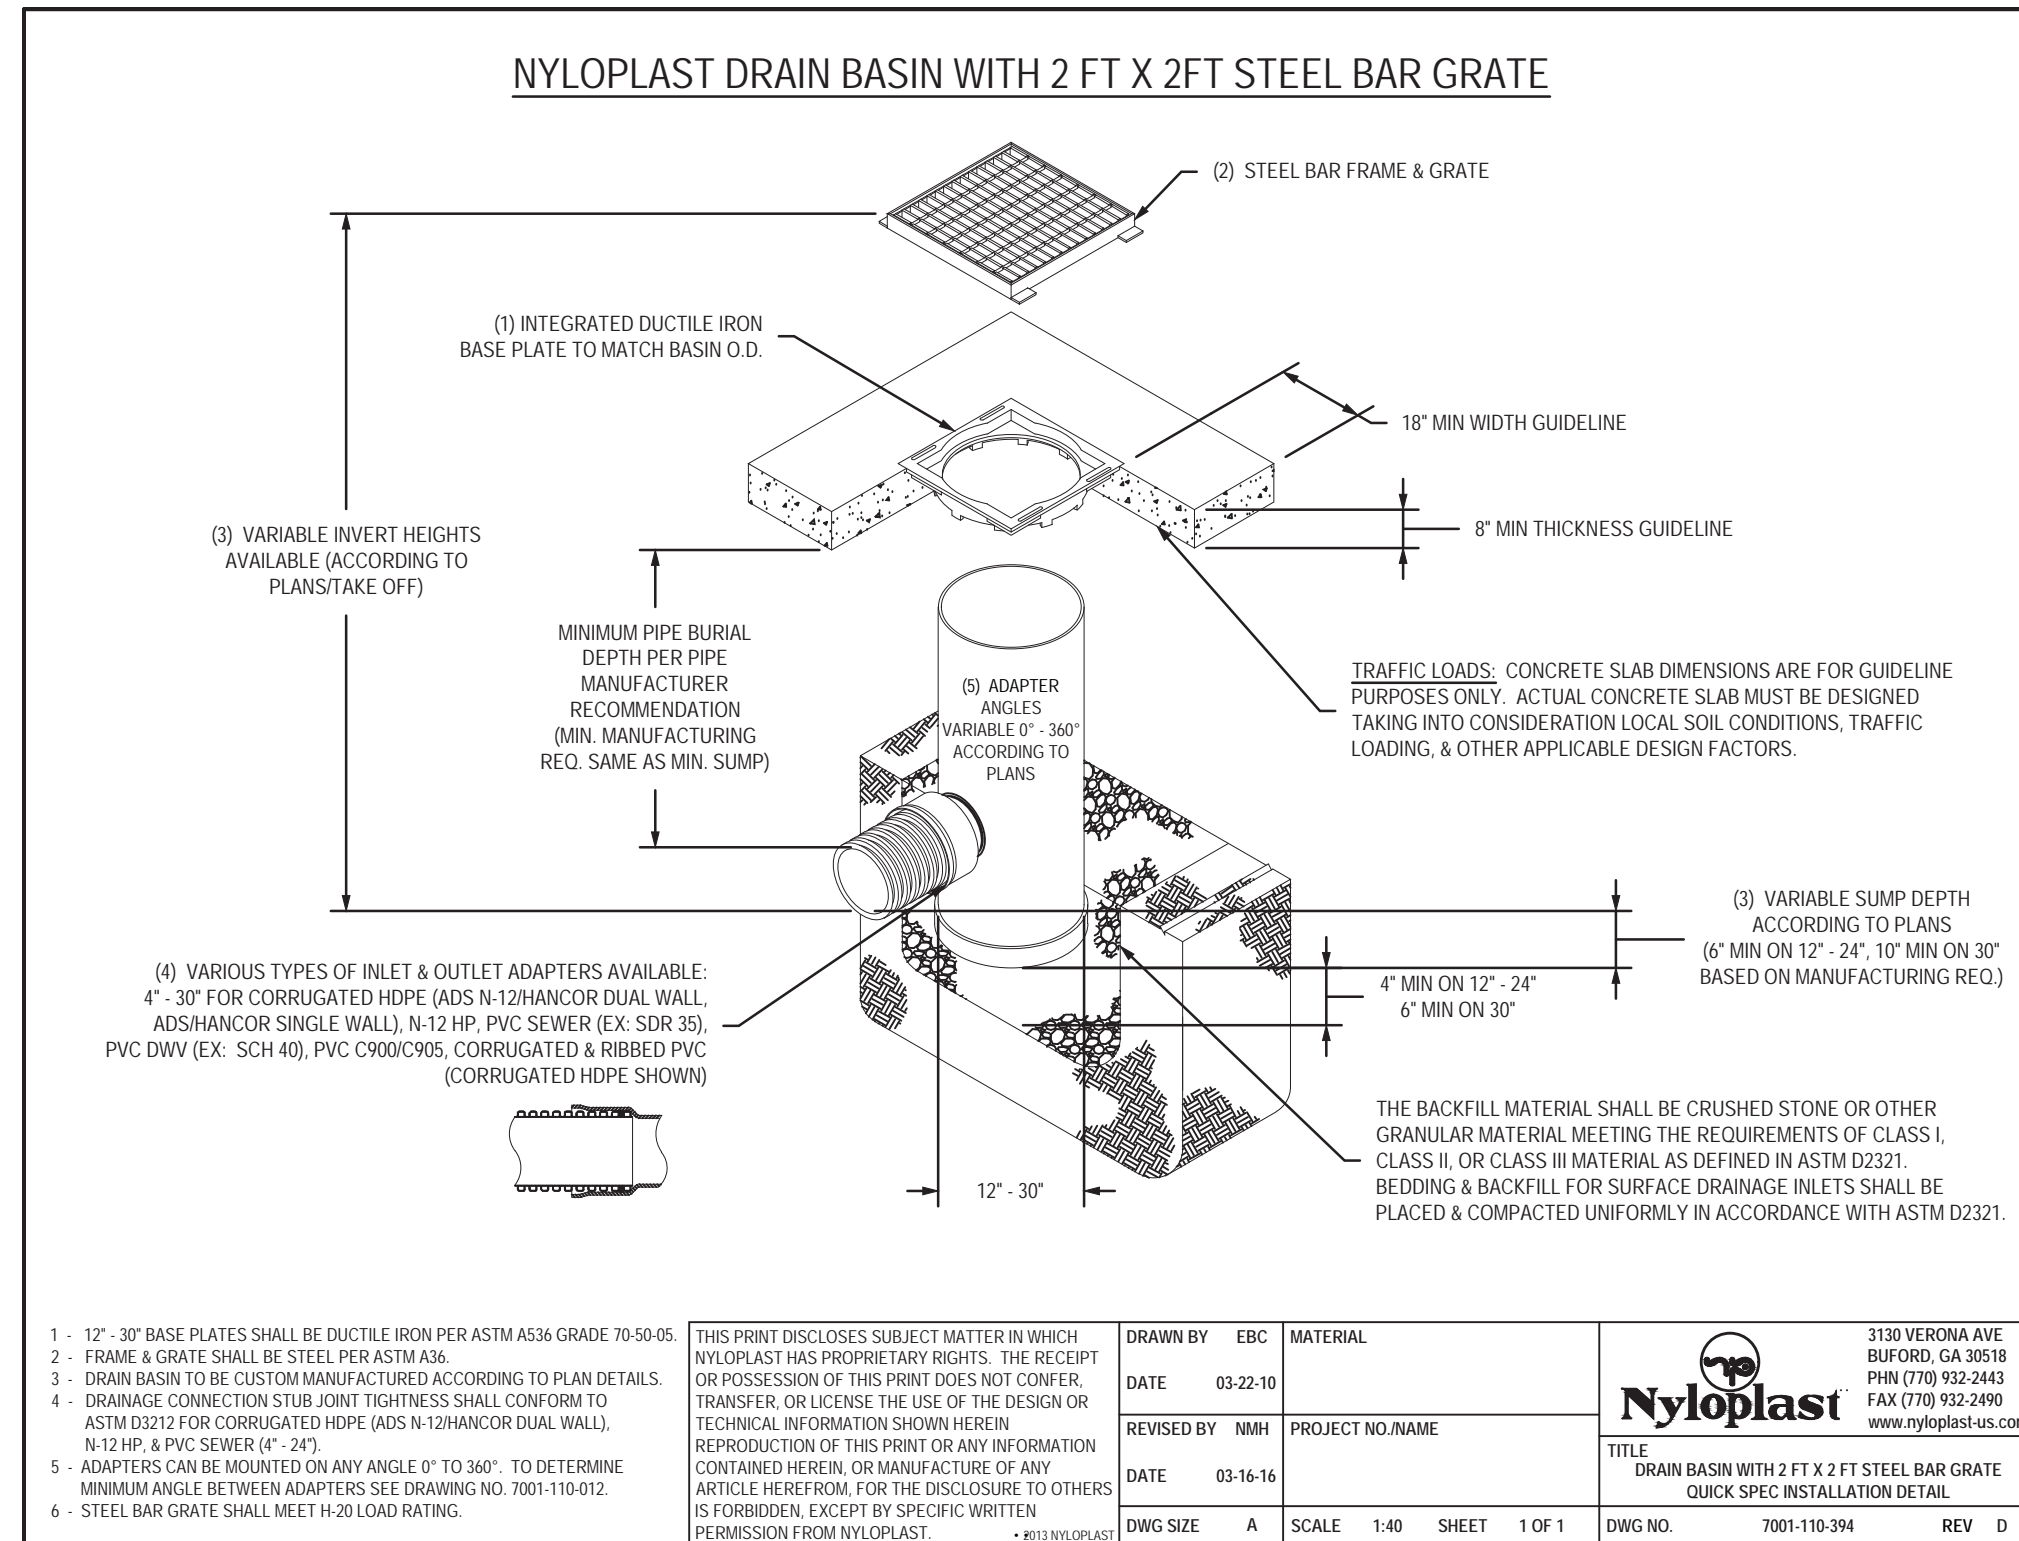 NYLOPLAST DRAIN BASIN WITH 2 FT X 2FT STEEL BAR GRATE
(2) STEEL BAR FRAME & GRATE
(1) INTEGRATED DUCTILE IRON
BASE PLATE TO MATCH BASIN O.D.
18" MIN WIDTH GUIDELINE
8" MIN THICKNESS GUIDELINE
(3) VARIABLE INVERT HEIGHTS
AVAILABLE (ACCORDING TO
PLANS/TAKE OFF)
MINIMUM PIPE BURIAL
DEPTH PER PIPE
MANUFACTURER
RECOMMENDATION
(MIN. MANUFACTURING
REQ. SAME AS MIN. SUMP)
(5) ADAPTER
ANGLES
VARIABLE 0° - 360°
ACCORDING TO
PLANS
TRAFFIC LOADS: CONCRETE SLAB DIMENSIONS ARE FOR GUIDELINE
PURPOSES ONLY. ACTUAL CONCRETE SLAB MUST BE DESIGNED
TAKING INTO CONSIDERATION LOCAL SOIL CONDITIONS, TRAFFIC
LOADING, & OTHER APPLICABLE DESIGN FACTORS.
(3) VARIABLE SUMP DEPTH
ACCORDING TO PLANS
(6" MIN ON 12" - 24", 10" MIN ON 30"
BASED ON MANUFACTURING REQ.)
4" MIN ON 12" - 24"
6" MIN ON 30"
(4) VARIOUS TYPES OF INLET & OUTLET ADAPTERS AVAILABLE:
4" - 30" FOR CORRUGATED HDPE (ADS N-12/HANCOR DUAL WALL,
ADS/HANCOR SINGLE WALL), N-12 HP, PVC SEWER (EX: SDR 35),
PVC DWV (EX: SCH 40), PVC C900/C905, CORRUGATED & RIBBED PVC
(CORRUGATED HDPE SHOWN)
12" - 30"
THE BACKFILL MATERIAL SHALL BE CRUSHED STONE OR OTHER
GRANULAR MATERIAL MEETING THE REQUIREMENTS OF CLASS I,
CLASS II, OR CLASS III MATERIAL AS DEFINED IN ASTM D2321.
BEDDING & BACKFILL FOR SURFACE DRAINAGE INLETS SHALL BE
PLACED & COMPACTED UNIFORMLY IN ACCORDANCE WITH ASTM D2321.
1 - 12" - 30" BASE PLATES SHALL BE DUCTILE IRON PER ASTM A536 GRADE 70-50-05.
2 - FRAME & GRATE SHALL BE STEEL PER ASTM A36.
3 - DRAIN BASIN TO BE CUSTOM MANUFACTURED ACCORDING TO PLAN DETAILS.
4 - DRAINAGE CONNECTION STUB JOINT TIGHTNESS SHALL CONFORM TO
ASTM D3212 FOR CORRUGATED HDPE (ADS N-12/HANCOR DUAL WALL),
N-12 HP, & PVC SEWER (4" - 24").
5 - ADAPTERS CAN BE MOUNTED ON ANY ANGLE 0° TO 360°. TO DETERMINE
MINIMUM ANGLE BETWEEN ADAPTERS SEE DRAWING NO. 7001-110-012.
6 - STEEL BAR GRATE SHALL MEET H-20 LOAD RATING.
THIS PRINT DISCLOSES SUBJECT MATTER IN WHICH
NYLOPLAST HAS PROPRIETARY RIGHTS. THE RECEIPT
OR POSSESSION OF THIS PRINT DOES NOT CONFER,
TRANSFER, OR LICENSE THE USE OF THE DESIGN OR
TECHNICAL INFORMATION SHOWN HEREIN
REPRODUCTION OF THIS PRINT OR ANY INFORMATION
CONTAINED HEREIN, OR MANUFACTURE OF ANY
ARTICLE HEREFROM, FOR THE DISCLOSURE TO OTHERS
IS FORBIDDEN, EXCEPT BY SPECIFIC WRITTEN
PERMISSION FROM NYLOPLAST.
2013 NYLOPLAST
DRAWN BY EBC
DATE 03-22-10
REVISED BY NMH
DATE 03-16-16
DWG SIZE A
MATERIAL
PROJECT NO./NAME
SCALE 1:40 SHEET 1 OF 1
Nyloplast
3130 VERONA AVE
BUFORD, GA 30518
PHN (770) 932-2443
FAX (770) 932-2490
www.nyloplast-us.com
TITLE
DRAIN BASIN WITH 2 FT X 2 FT STEEL BAR GRATE
QUICK SPEC INSTALLATION DETAIL
DWG NO. 7001-110-394 REV D